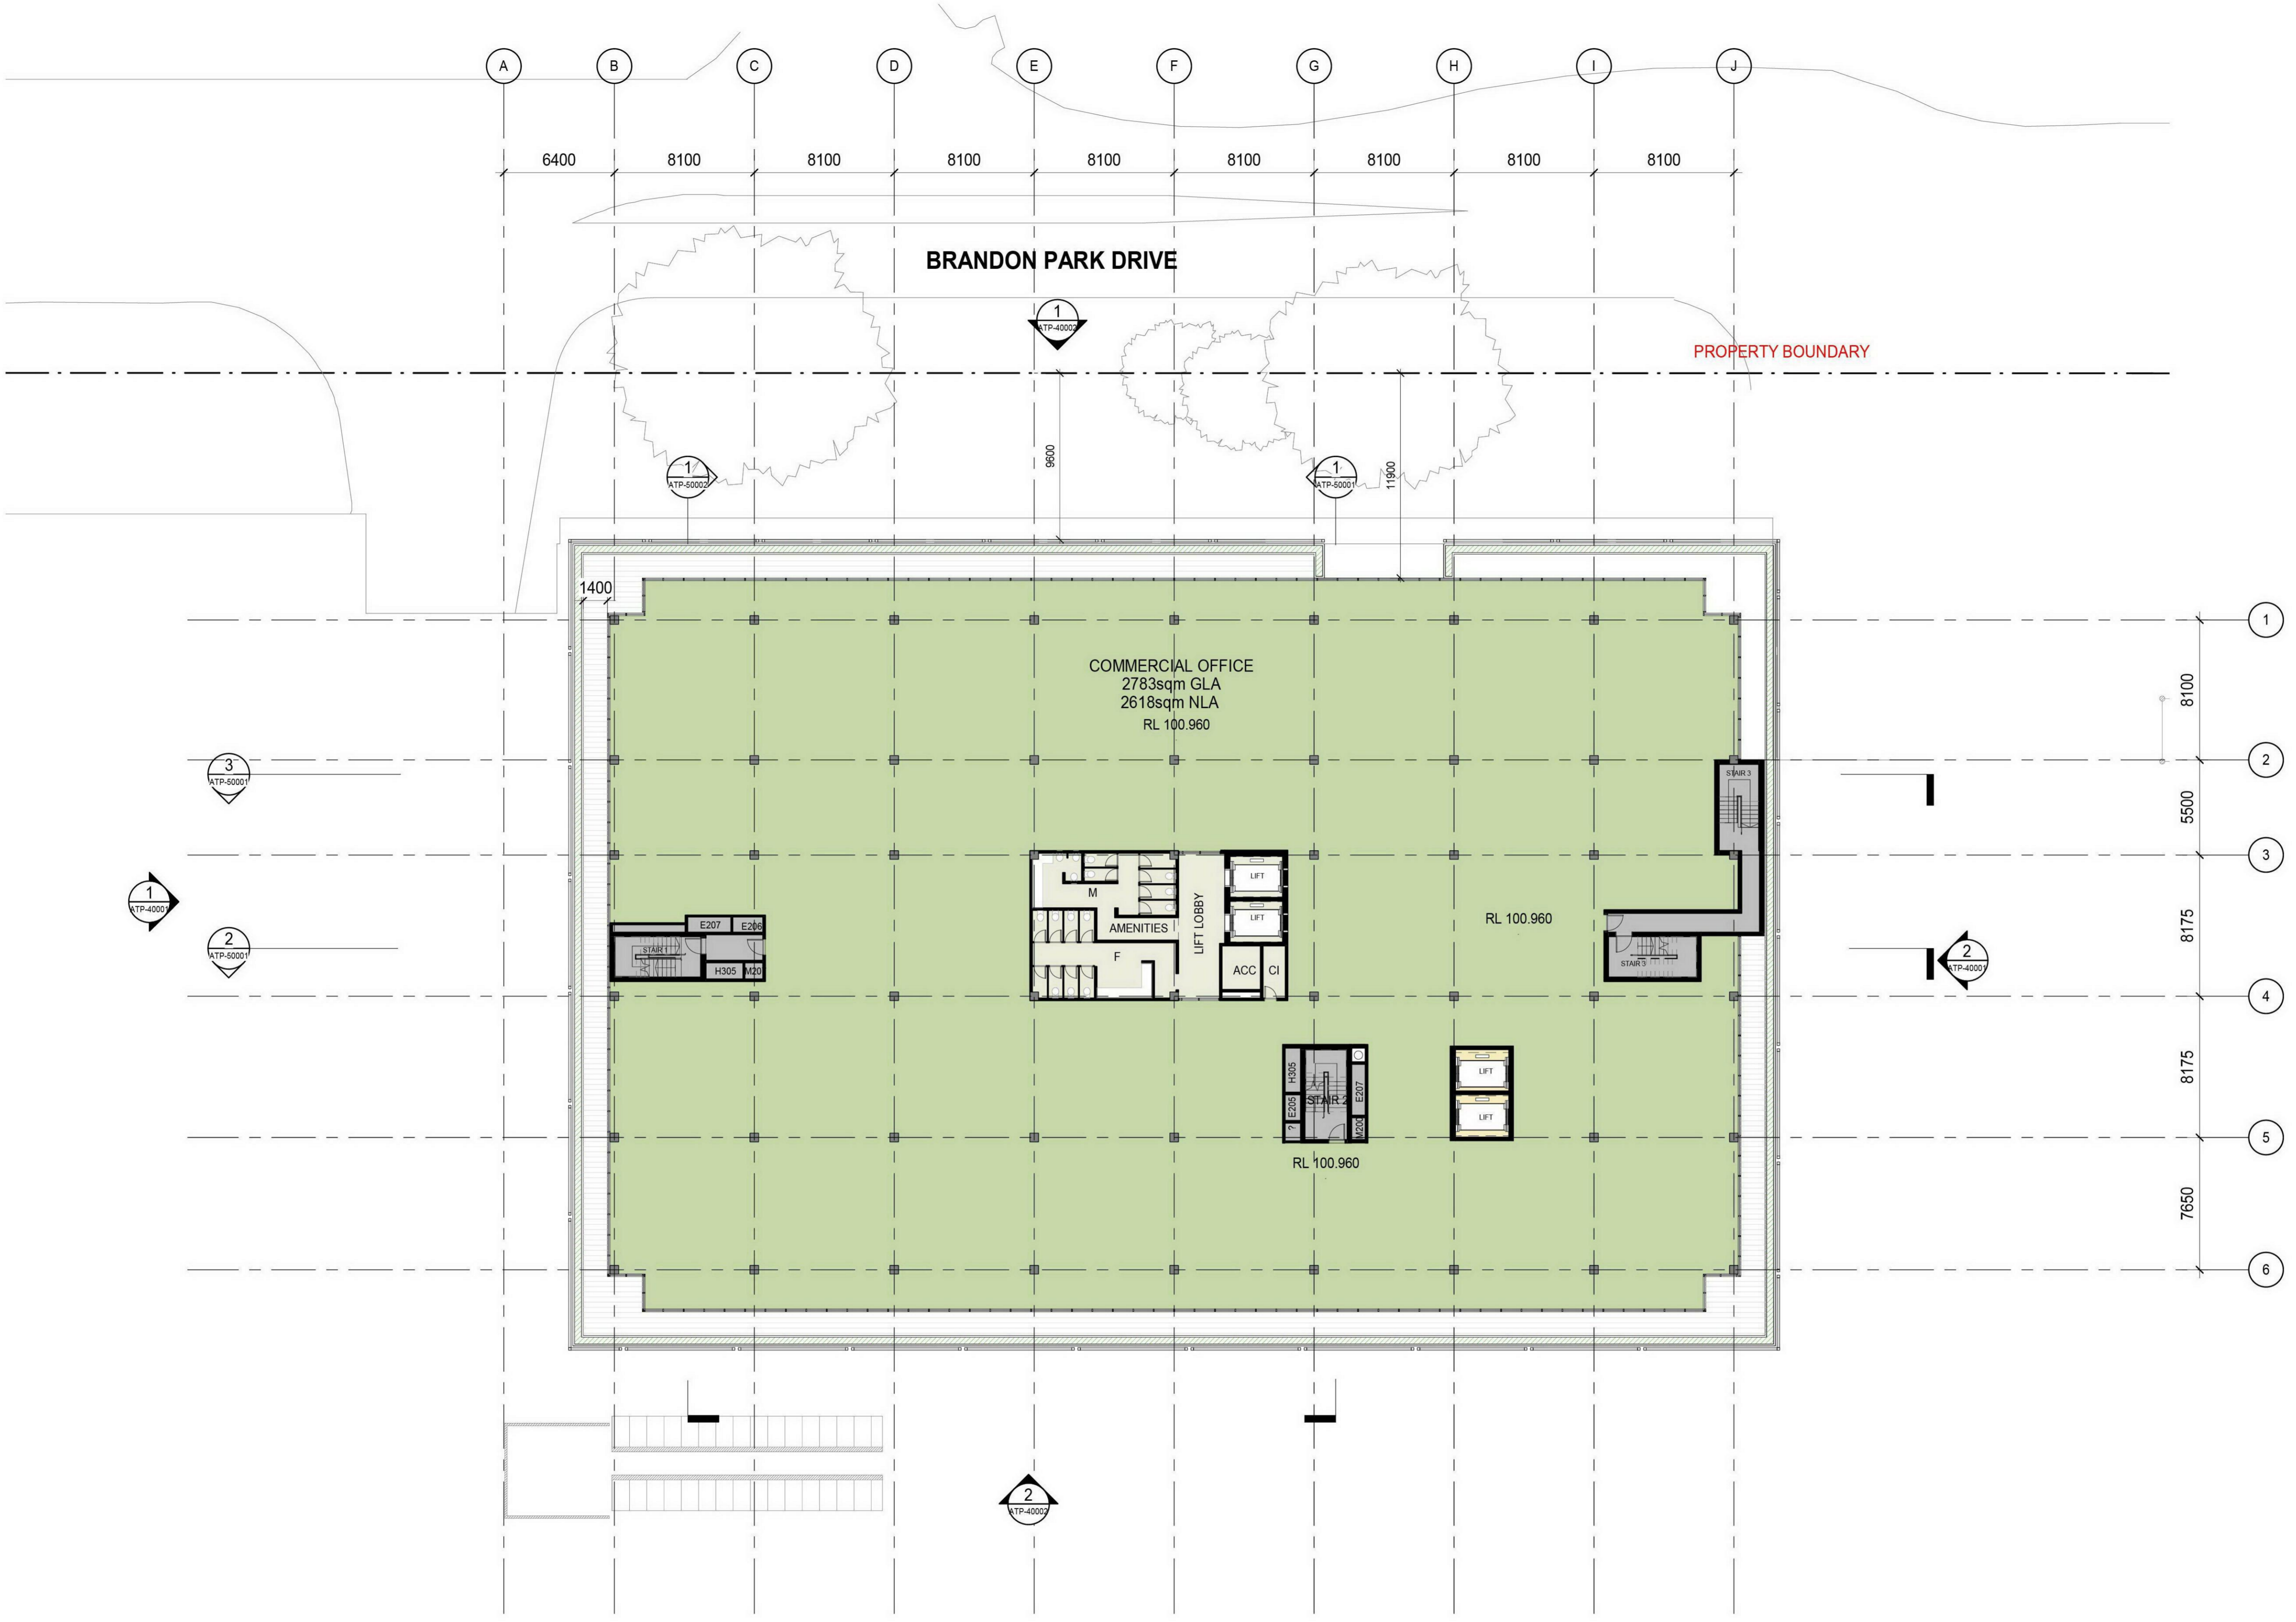 A B C D E F G H I J
6400 8100 8100 8100 8100 8100 8100 8100 8100
BRANDON PARK DRIVE
1
ATP-40002
PROPERTY BOUNDARY
9600
11900
1
ATP-50002
1
ATP-50001
1400
1
COMMERCIAL OFFICE
2783sqm GLA
2618sqm NLA
RL 100.960
8100
2
3
ATP-50001
STAIR 3
5500
3
1
ATP-40001
M
LIFT
LIFT
LIFT LOBBY
AMENITIES
F
ACC
CI
RL 100.960
E207
E206
STAIR 1
H305
M20
STAIR 3
8175
2
ATP-50001
2
ATP-40001
4
H305
E205
?
STAIR 2
E207
M200
LIFT
LIFT
8175
5
RL 100.960
7650
6
2
ATP-40002